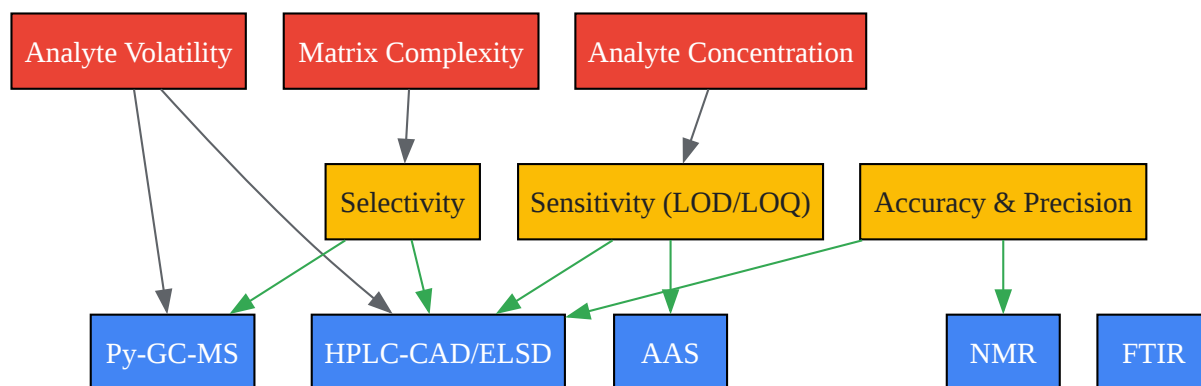 Analyte Volatility
Matrix Complexity
Analyte Concentration
Selectivity
Sensitivity (LOD/LOQ)
Accuracy & Precision
Py-GC-MS
HPLC-CAD/ELSD
AAS
NMR
FTIR